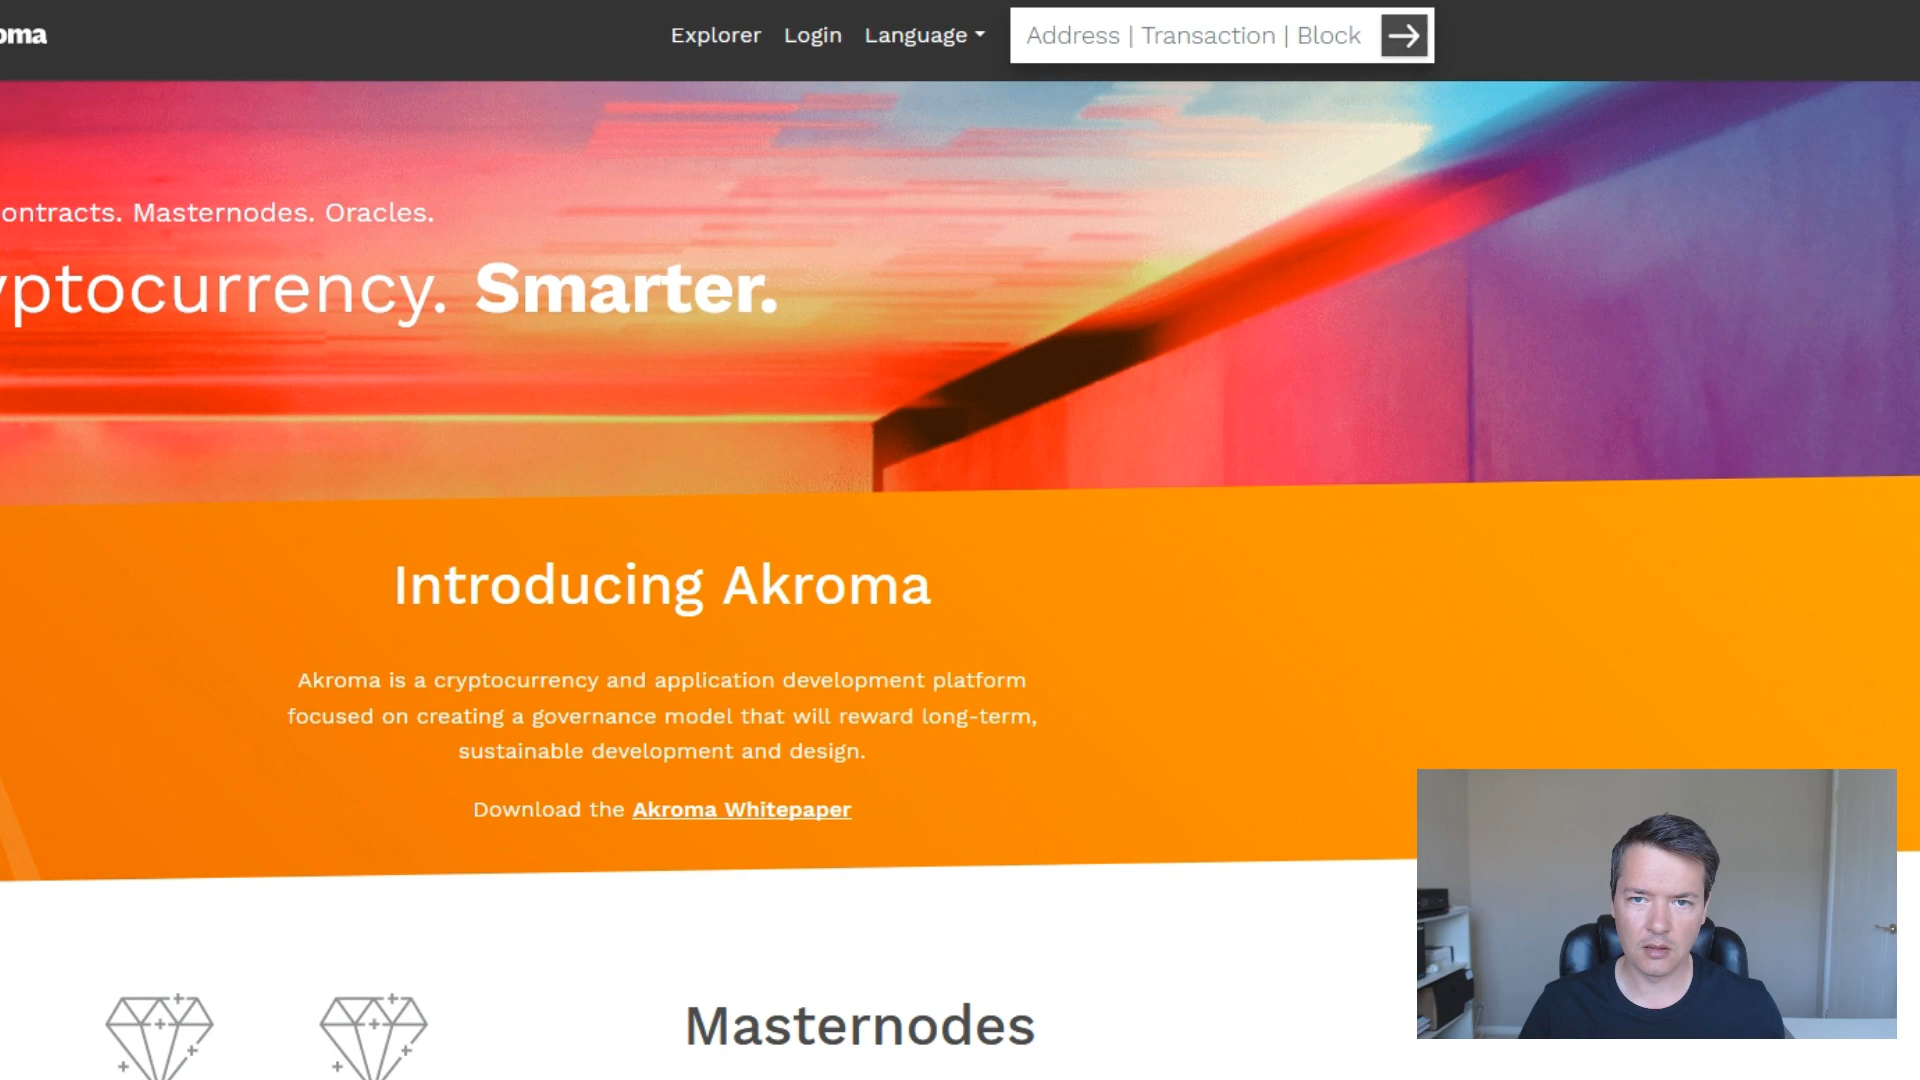 oma
Explorer Login Language
Address | Transaction | Block
ontracts. Masternodes. Oracles.
yptocurrency. Smarter.
Introducing Akroma
Akroma is a cryptocurrency and application development platform
focused on creating a governance model that will reward long-term,
sustainable development and design.
Download the Akroma Whitepaper
Masternodes